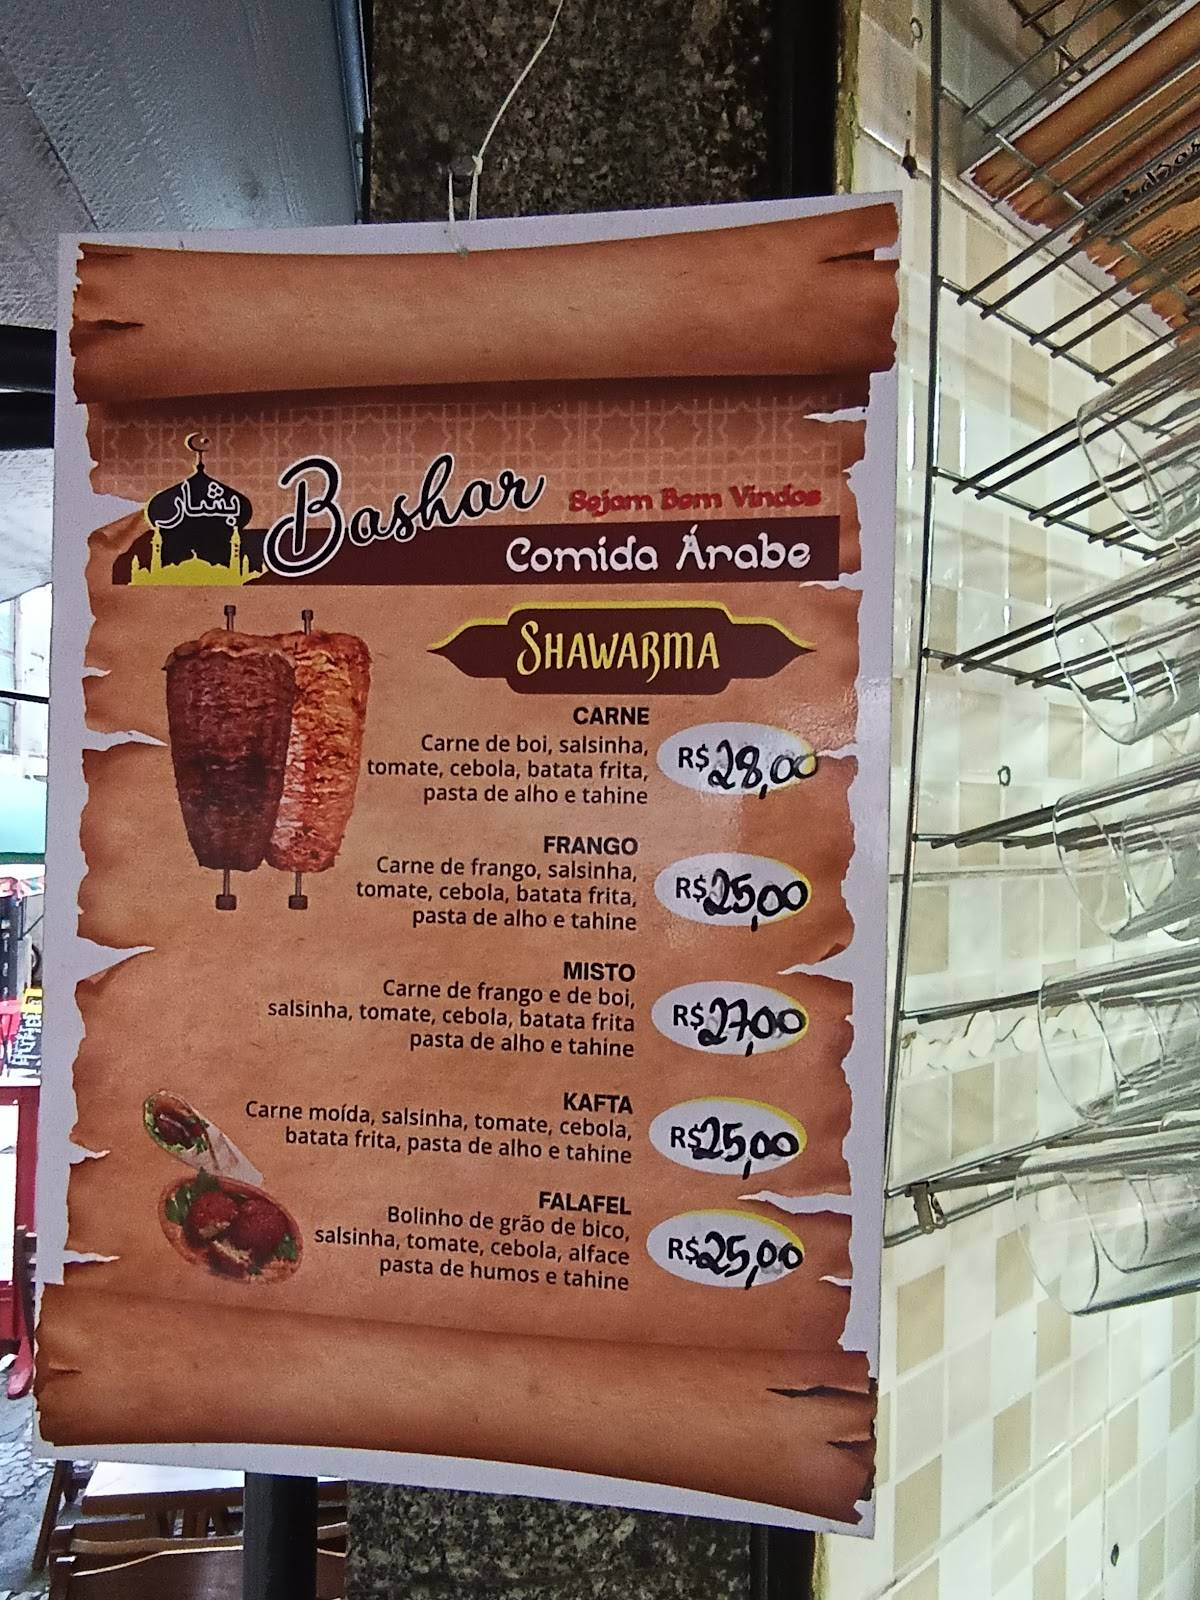 بشار
Bashar
Sejam Bem Vindos
Comida Árabe
SHAWARMA
CARNE
Carne de boi, salsinha,
tomate, cebola, batata frita,
pasta de alho e tahine
R$ 28,00
FRANGO
Carne de frango, salsinha,
tomate, cebola, batata frita,
pasta de alho e tahine
R$ 25,00
MISTO
Carne de frango e de boi,
salsinha, tomate, cebola, batata frita
pasta de alho e tahine
R$ 27,00
KAFTA
Carne moída, salsinha, tomate, cebola,
batata frita, pasta de alho e tahine
R$ 25,00
FALAFEL
Bolinho de grão de bico,
salsinha, tomate, cebola, alface
pasta de humos e tahine
R$ 25,00